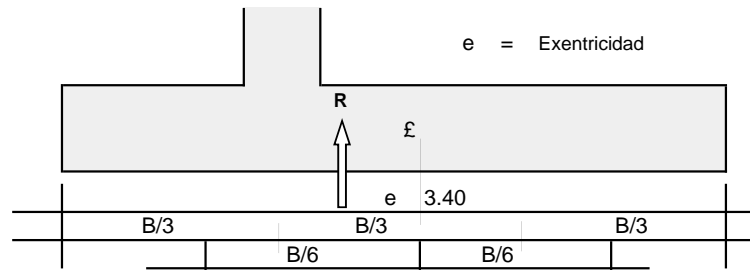 e = Exentricidad
R
£
e 3.40
B/3 B/3 B/3
B/6 B/6